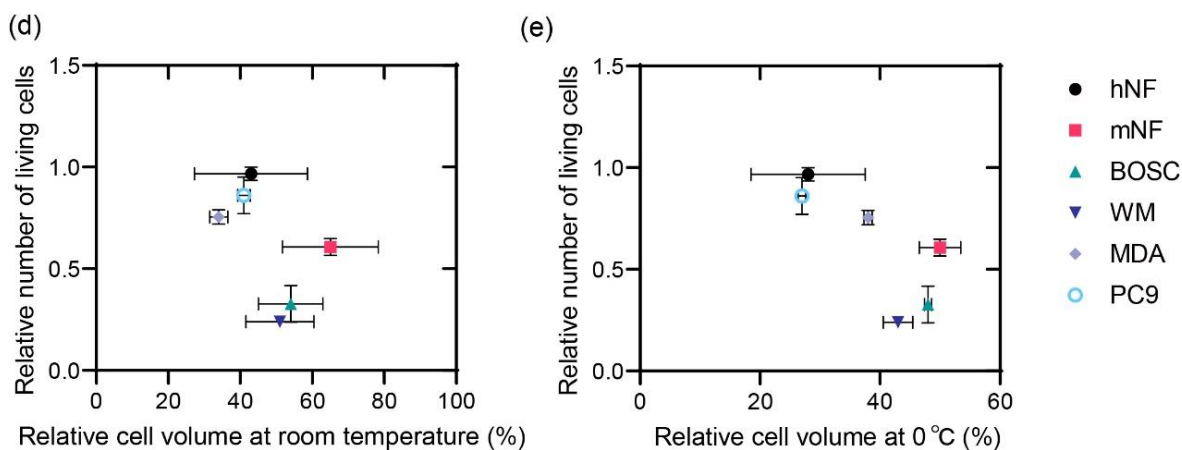 (d)
Relative number of living cells
1.5
1.0
0.5
0.0
0 20 40 60 80 100
Relative cell volume at room temperature (%)
(e)
Relative number of living cells
1.5
1.0
0.5
0.0
0 20 40 60
Relative cell volume at 0 °C (%)
hNF
mNF
BOSC
WM
MDA
PC9